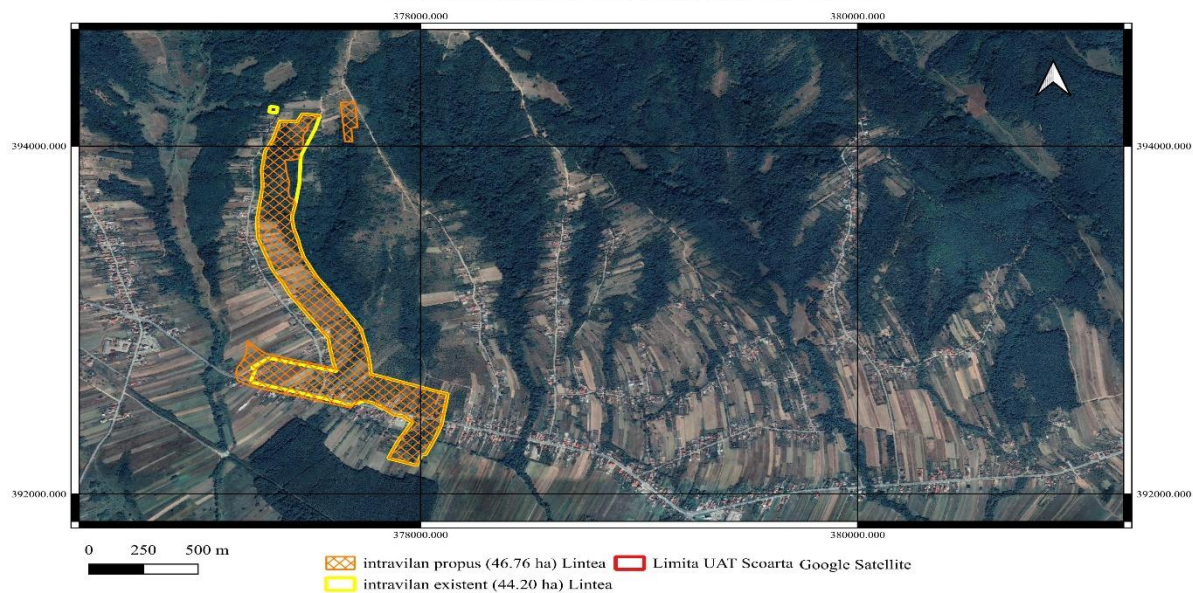 378000.000 380000.000
394000.000 394000.000
392000.000 392000.000
378000.000 380000.000
0 250 500 m
intravilan propus (46.76 ha) Lintea Limita UAT Scoarta Google Satellite
intravilan existent (44.20 ha) Lintea